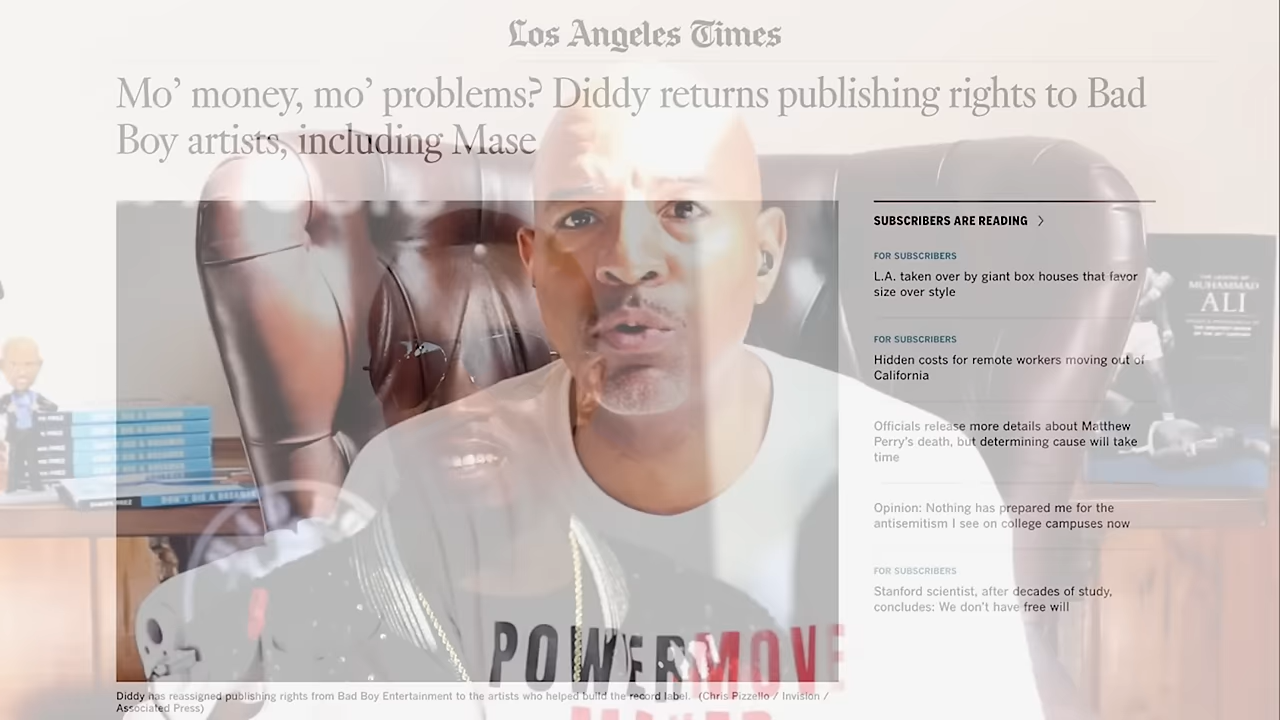 Los Angeles Times
Mo' money, mo' problems? Diddy returns publishing rights to Bad
Boy artists, including Mase
SUBSCRIBERS ARE READING
FOR SUBSCRIBERS
L.A. taken over by giant box houses that favor
size over style
FOR SUBSCRIBERS
Hidden costs for remote workers moving out of
California
Officials release more details about Matthew
Perry's death, but determining cause will take
time
Opinion: Nothing has prepared me for the
antisemitism I see on college campuses now
FOR SUBSCRIBERS
Stanford scientist, after decades of study,
concludes: We don't have free will
MUHAMMAD
ALI
DON'T DIE A DREAMER
POWERMOVE
Diddy has reassigned publishing rights from Bad Boy Entertainment to the artists who helped build the record label. (Chris Pizzello / Invision /
Associated Press)